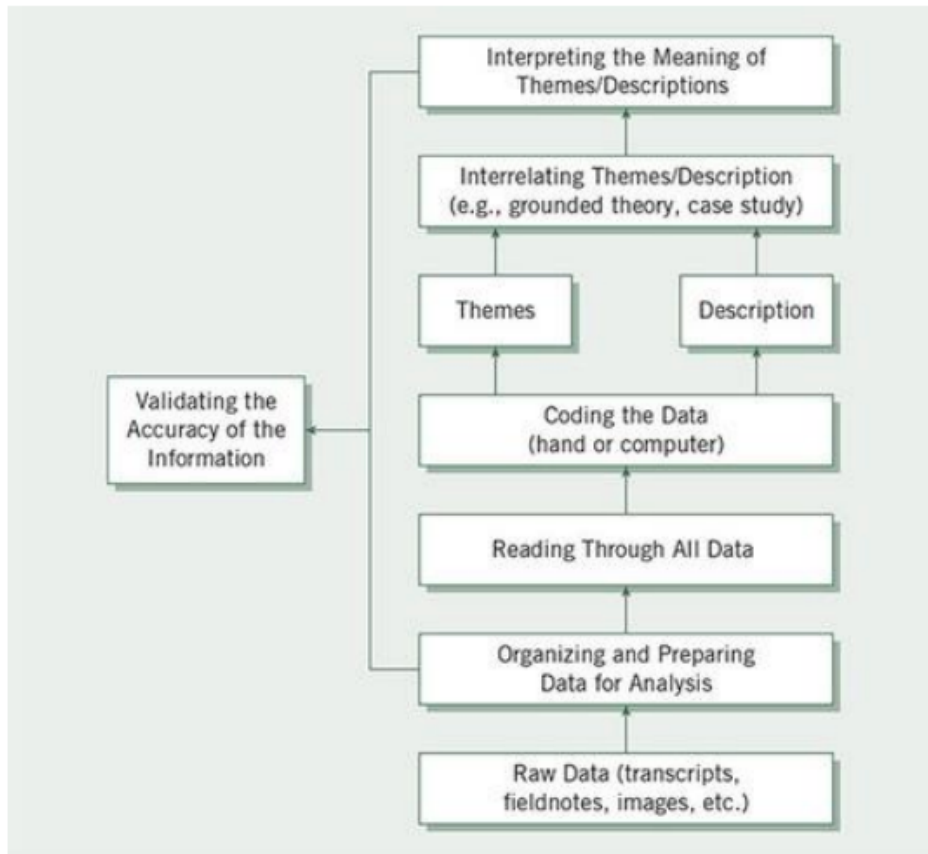 Interpreting the Meaning of
Themes/Descriptions
Interrelating Themes/Description
(e.g., grounded theory, case study)
Themes
Description
Validating the
Accuracy of the
Information
Coding the Data
(hand or computer)
Reading Through All Data
Organizing and Preparing
Data for Analysis
Raw Data (transcripts,
fieldnotes, images, etc.)